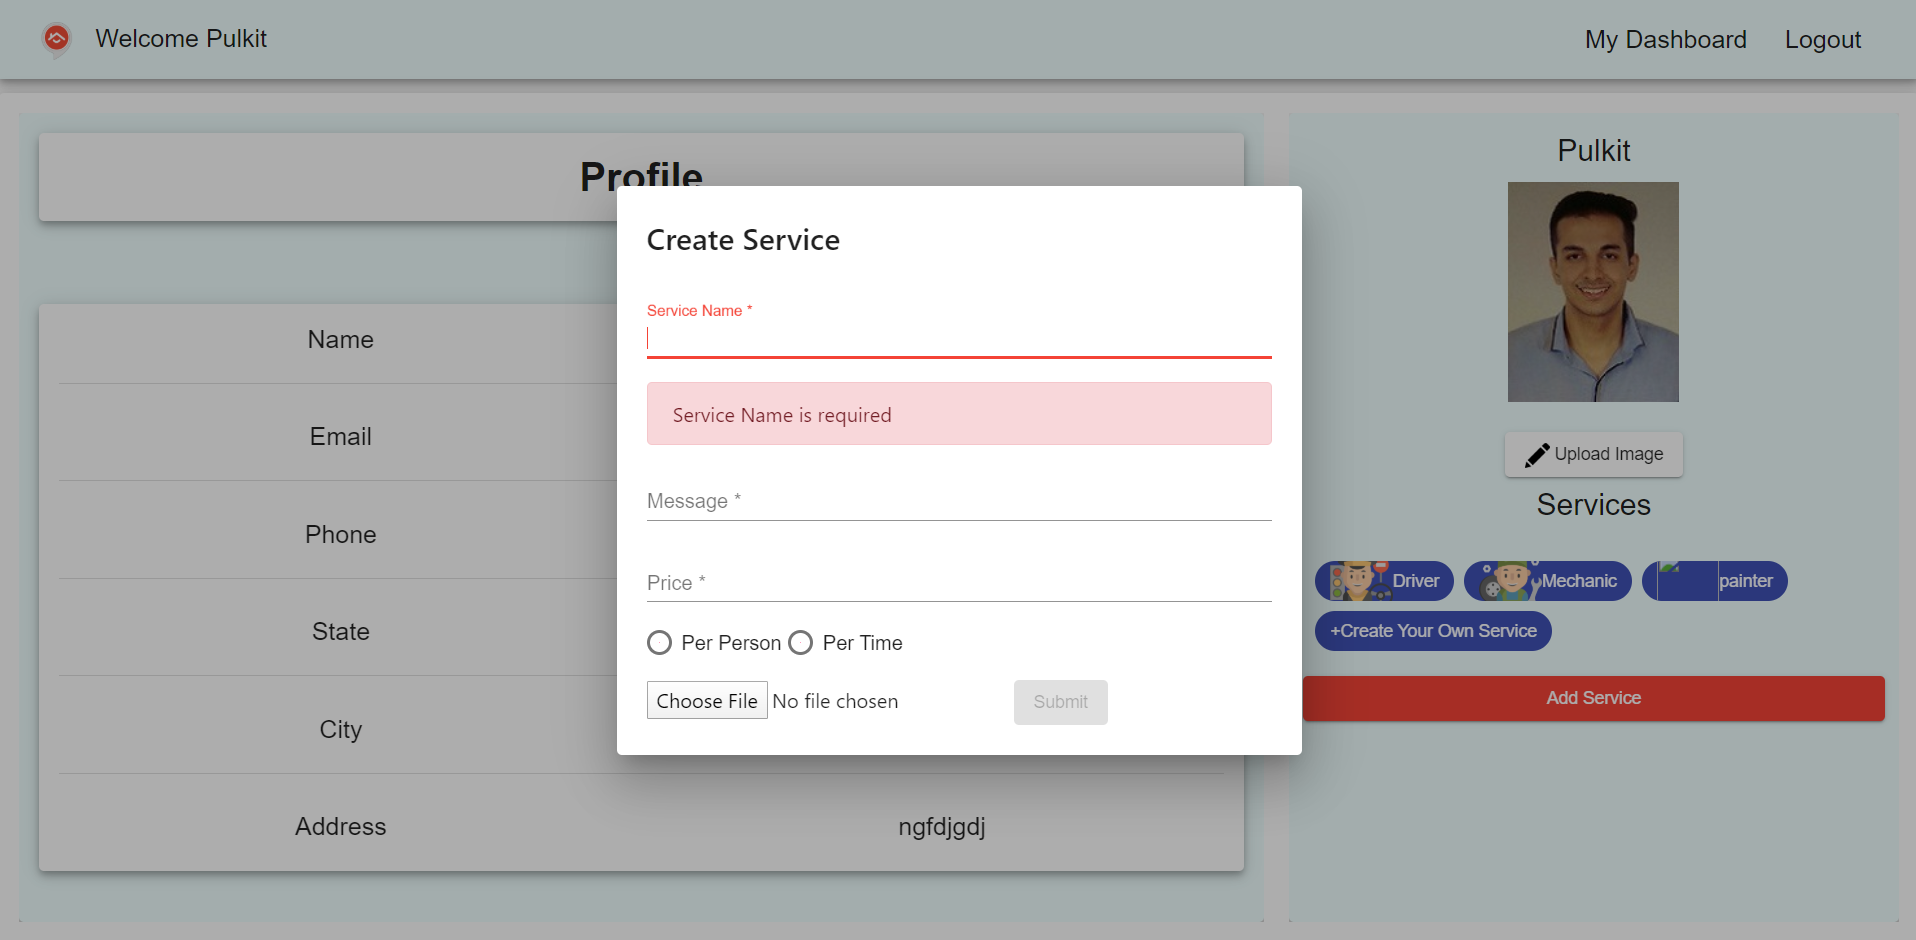 Welcome Pulkit
My Dashboard
Logout
Profile
Name
Email
Phone
State
City
Address
ngfdjgdj
Create Service
Service Name *
Service Name is required
Message *
Price *
Per Person
Per Time
Choose File No file chosen
Submit
Pulkit
Upload Image
Services
Driver
Mechanic
painter
+Create Your Own Service
Add Service